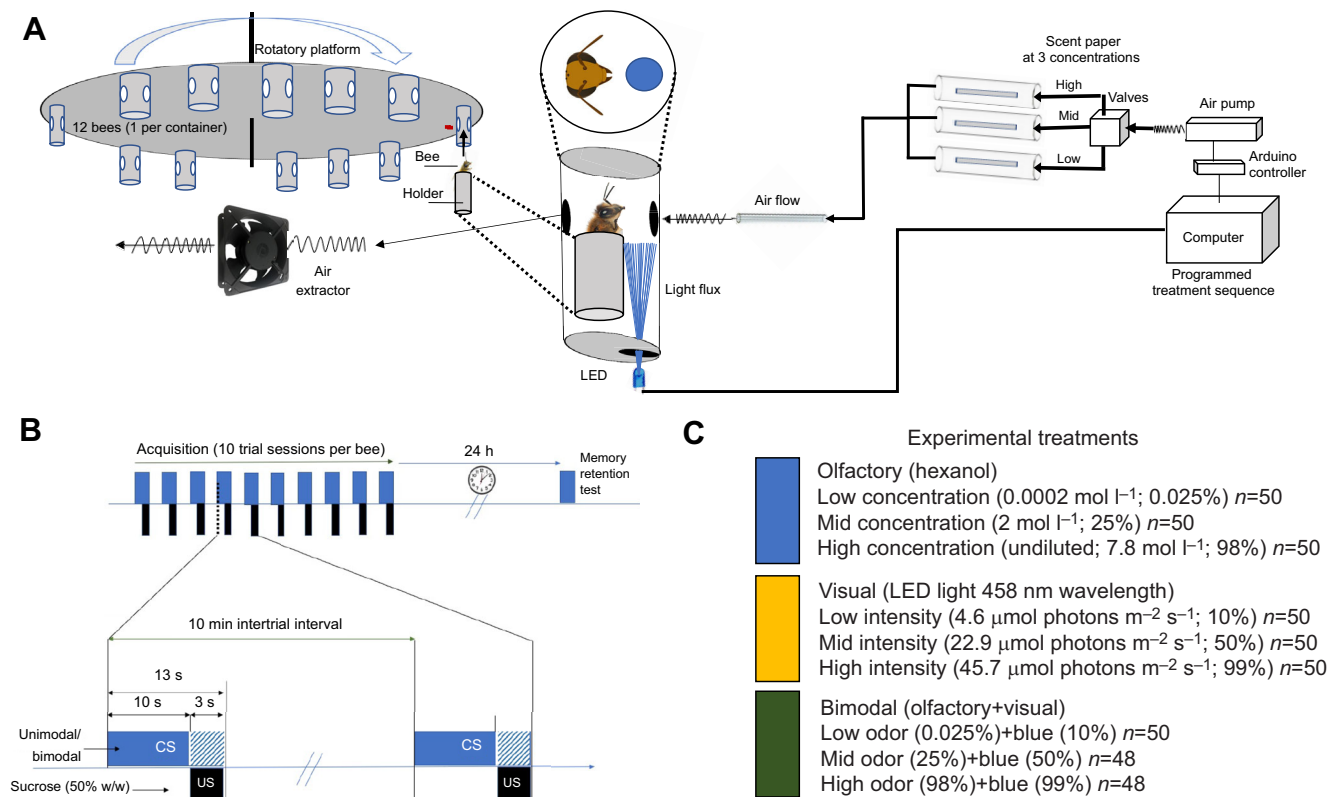 A
Rotatory platform
12 bees (1 per container)
Bee
Holder
Air
extractor
LED
Light flux
Air flow
Scent paper
at 3 concentrations
High
Mid
Low
Valves
Air pump
Arduino
controller
Computer
Programmed
treatment sequence
B
Acquisition (10 trial sessions per bee)
24 h
Memory
retention
test
10 min intertrial interval
13 s
10 s
3 s
Unimodal/
bimodal
CS
CS
Sucrose (50% w/w)
US
US
C
Experimental treatments
Olfactory (hexanol)
Low concentration (0.0002 mol l⁻¹; 0.025%) n=50
Mid concentration (2 mol l⁻¹; 25%) n=50
High concentration (undiluted; 7.8 mol l⁻¹; 98%) n=50
Visual (LED light 458 nm wavelength)
Low intensity (4.6 μmol photons m⁻² s⁻¹; 10%) n=50
Mid intensity (22.9 μmol photons m⁻² s⁻¹; 50%) n=50
High intensity (45.7 μmol photons m⁻² s⁻¹; 99%) n=50
Bimodal (olfactory+visual)
Low odor (0.025%)+blue (10%) n=50
Mid odor (25%)+blue (50%) n=48
High odor (98%)+blue (99%) n=48